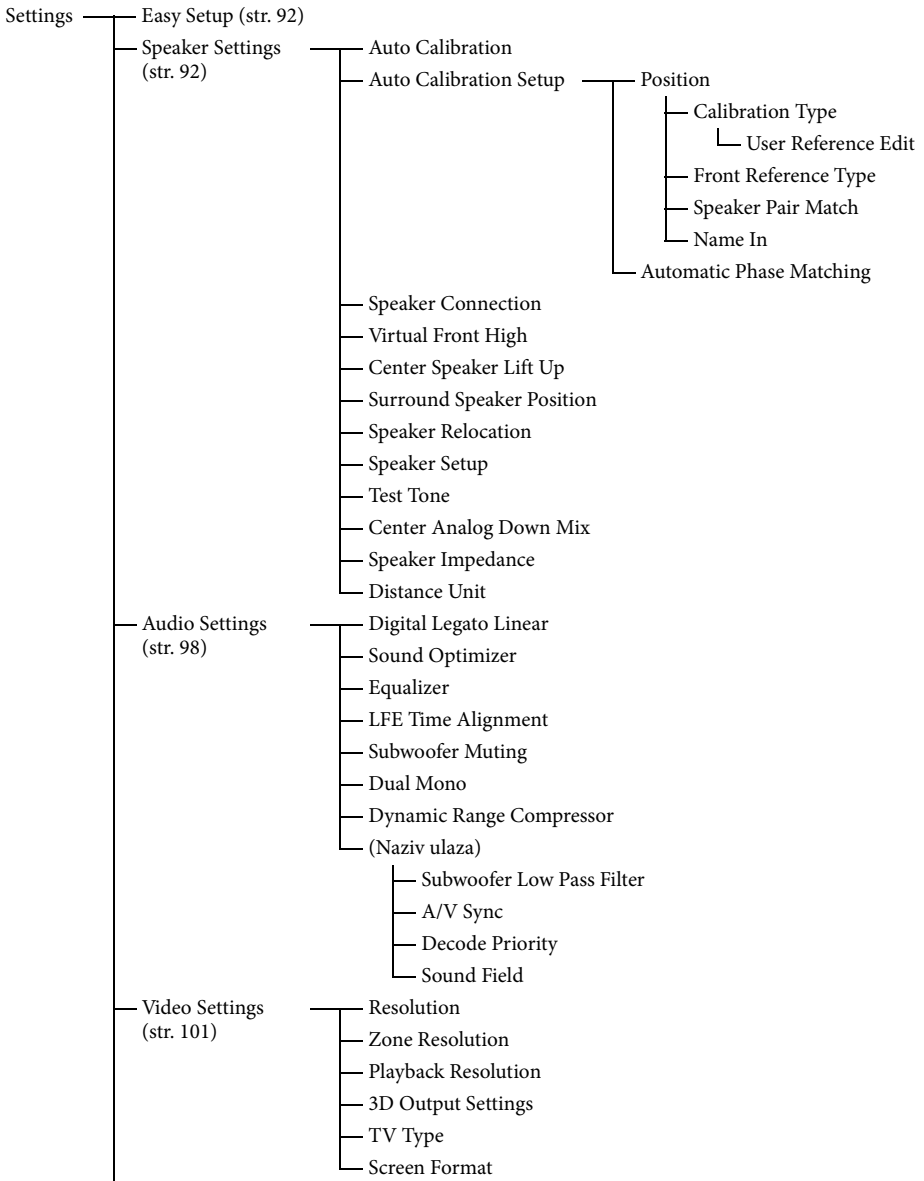 Settings
Easy Setup (str. 92)
Speaker Settings
(str. 92)
Auto Calibration
Auto Calibration Setup
Position
Calibration Type
User Reference Edit
Front Reference Type
Speaker Pair Match
Name In
Automatic Phase Matching
Speaker Connection
Virtual Front High
Center Speaker Lift Up
Surround Speaker Position
Speaker Relocation
Speaker Setup
Test Tone
Center Analog Down Mix
Speaker Impedance
Distance Unit
Audio Settings
(str. 98)
Digital Legato Linear
Sound Optimizer
Equalizer
LFE Time Alignment
Subwoofer Muting
Dual Mono
Dynamic Range Compressor
(Naziv ulaza)
Subwoofer Low Pass Filter
A/V Sync
Decode Priority
Sound Field
Video Settings
(str. 101)
Resolution
Zone Resolution
Playback Resolution
3D Output Settings
TV Type
Screen Format